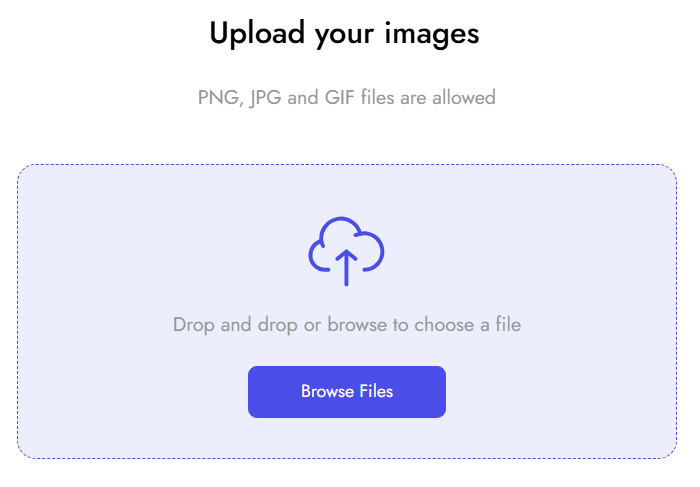 Upload your images
PNG, JPG and GIF files are allowed
Drop and drop or browse to choose a file
Browse Files